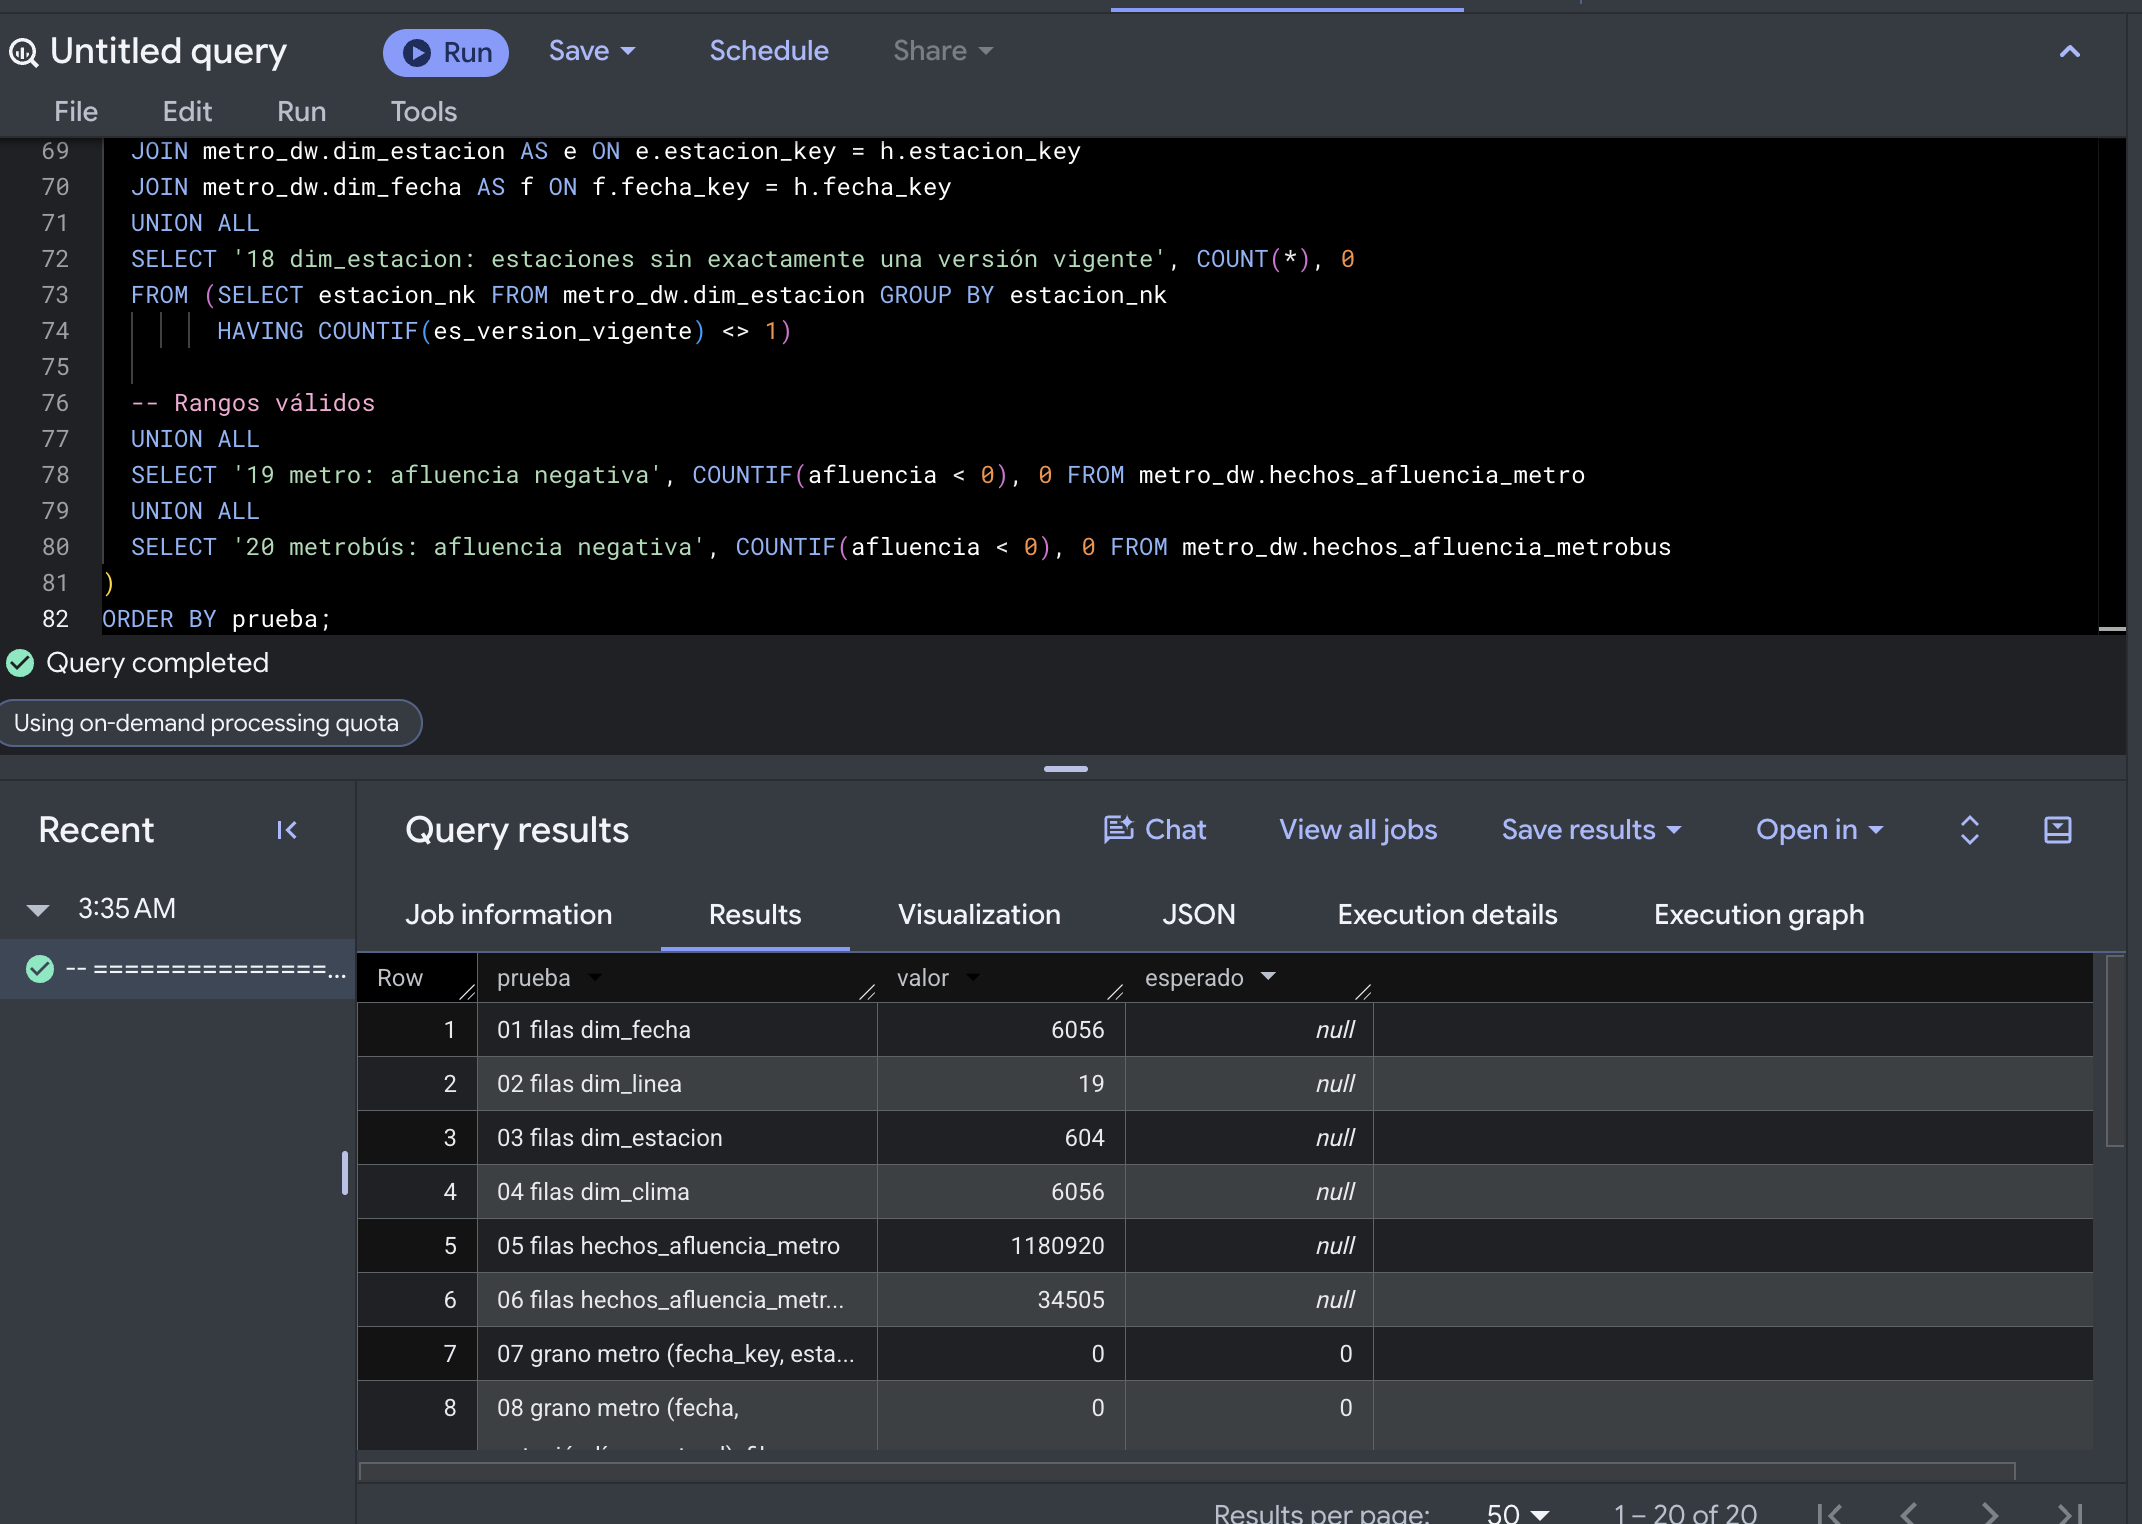 Untitled query
Run
Save
Schedule
Share
File Edit Run Tools
69 JOIN metro_dw.dim_estacion AS e ON e.estacion_key = h.estacion_key
70 JOIN metro_dw.dim_fecha AS f ON f.fecha_key = h.fecha_key
71 UNION ALL
72 SELECT '18 dim_estacion: estaciones sin exactamente una versión vigente', COUNT(*), 0
73 FROM (SELECT estacion_nk FROM metro_dw.dim_estacion GROUP BY estacion_nk
74 HAVING COUNTIF(es_version_vigente) <> 1)
75
76 -- Rangos válidos
77 UNION ALL
78 SELECT '19 metro: afluencia negativa', COUNTIF(afluencia < 0), 0 FROM metro_dw.hechos_afluencia_metro
79 UNION ALL
80 SELECT '20 metrobús: afluencia negativa', COUNTIF(afluencia < 0), 0 FROM metro_dw.hechos_afluencia_metrobus
81 )
82 ORDER BY prueba;
Query completed
Using on-demand processing quota
Recent
3:35 AM
-- ===============...
Query results
Chat
View all jobs
Save results
Open in
Job information Results Visualization JSON Execution details Execution graph
Row prueba valor esperado
1 01 filas dim_fecha 6056 null
2 02 filas dim_linea 19 null
3 03 filas dim_estacion 604 null
4 04 filas dim_clima 6056 null
5 05 filas hechos_afluencia_metro 1180920 null
6 06 filas hechos_afluencia_metr... 34505 null
7 07 grano metro (fecha_key, esta... 0 0
8 08 grano metro (fecha, 0 0
Results per page: 50 1 – 20 of 20